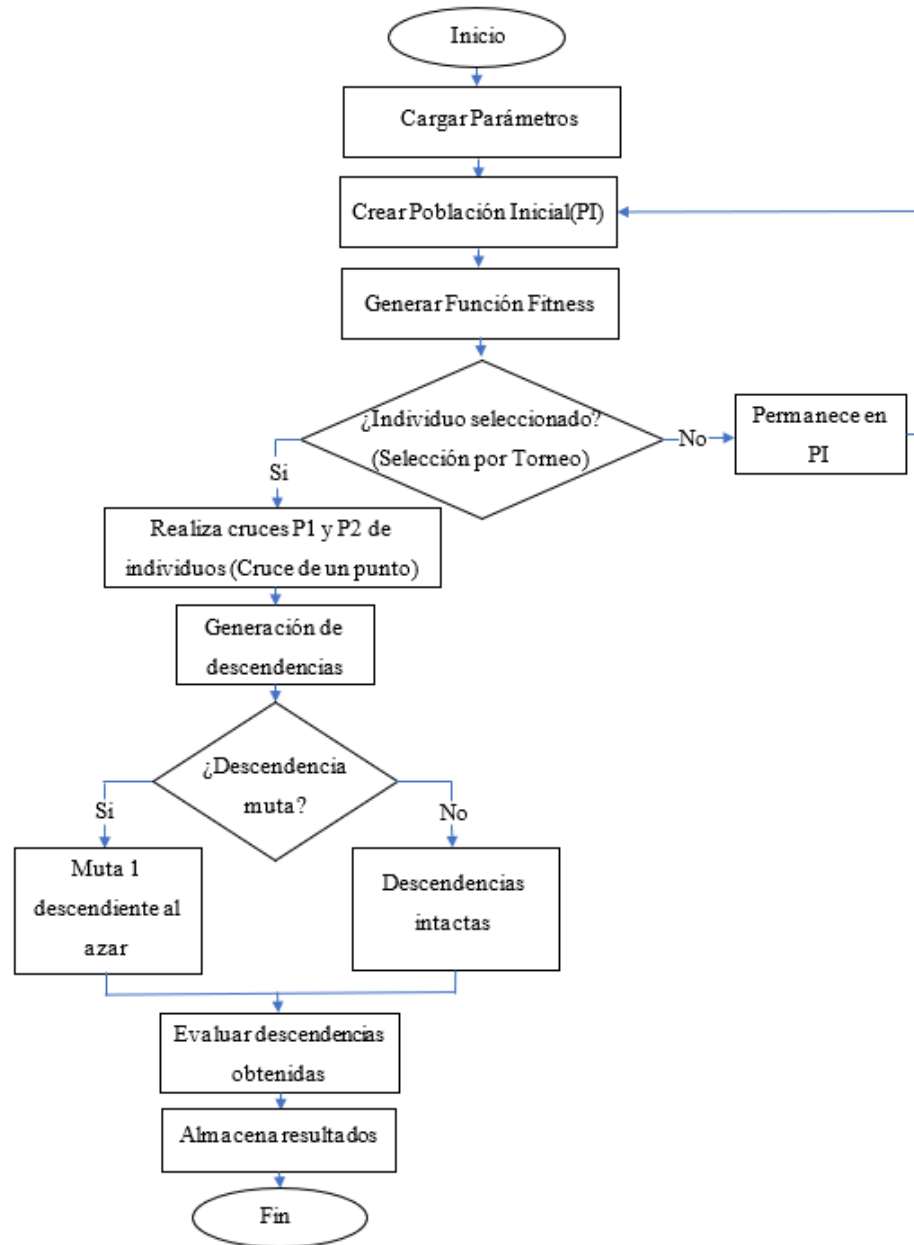 Inicio
Cargar Parámetros
Crear Población Inicial(PI)
Generar Función Fitness
¿Individuo seleccionado?
(Selección por Torneo)
No
Permanece en
PI
Si
Realiza cruces P1 y P2 de
individuos (Cruce de un punto)
Generación de
descendencias
¿Descendencia
muta?
Si
No
Muta 1
descendiente al
azar
Descendencias
intactas
Evaluar descendencias
obtenidas
Almacena resultados
Fin